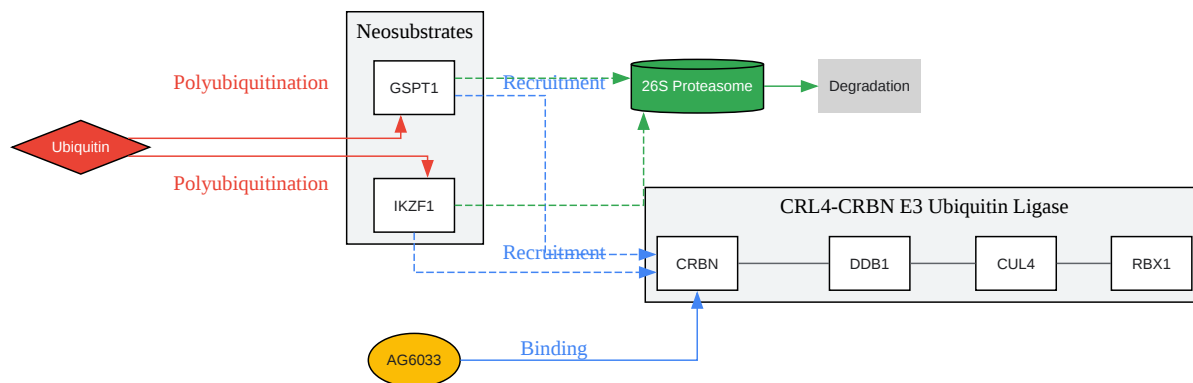 Neosubstrates
Polyubiquitination
GSPT1
Recruitment
26S Proteasome
Degradation
Ubiquitin
Polyubiquitination
IKZF1
CRL4-CRBN E3 Ubiquitin Ligase
Recruitment
CRBN
DDB1
CUL4
RBX1
AG6033
Binding